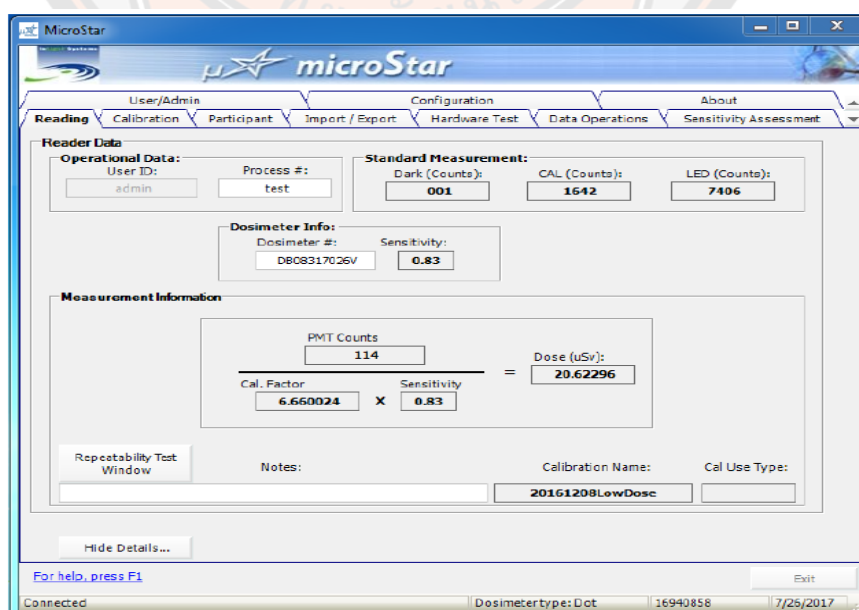 MicroStar
microStar
User/Admin Configuration About
Reading Calibration Participant Import / Export Hardware Test Data Operations Sensitivity Assessment
Reader Data
Operational Data:
User ID: Process #:
admin test
Standard Measurement:
Dark (Counts): CAL (Counts): LED (Counts):
001 1642 7406
Dosimeter Info:
Dosimeter #: Sensitivity:
DB08317026V 0.83
Measurement Information
PMT Counts
114
Cal. Factor Sensitivity
6.660024 X 0.83
=
Dose (uSv):
20.62296
Repeatability Test
Window
Notes: Calibration Name: Cal Use Type:
20161208LowDose
Hide Details...
For help, press F1
Exit
Connected Dosimeter type: Dot 16940858 7/26/2017